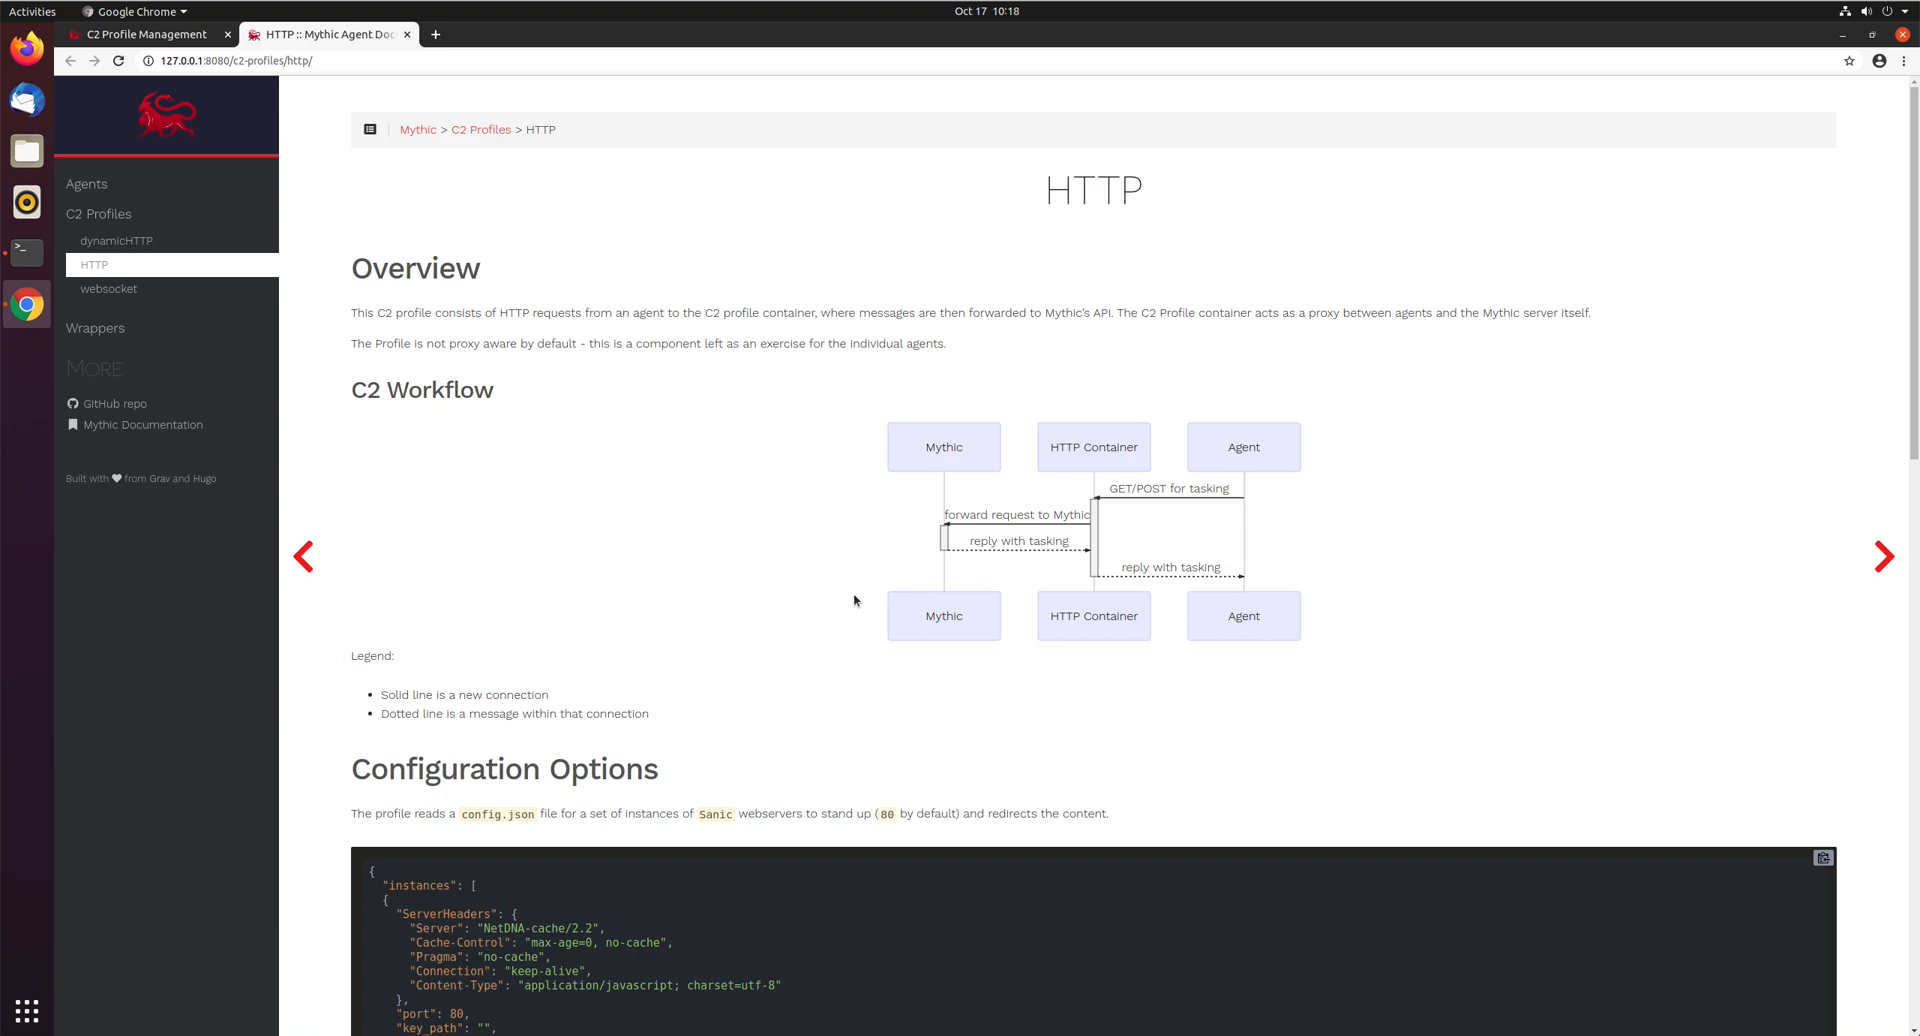 Activities
Google Chrome
Oct 17 10:18
C2 Profile Management
HTTP :: Mythic Agent Doc
127.0.0.1:8080/c2-profiles/http/
Agents
C2 Profiles
dynamicHTTP
HTTP
websocket
Wrappers
MORE
GitHub repo
Mythic Documentation
Built with from Grav and Hugo
Mythic > C2 Profiles > HTTP
HTTP
Overview
This C2 profile consists of HTTP requests from an agent to the C2 profile container, where messages are then forwarded to Mythic's API. The C2 Profile container acts as a proxy between agents and the Mythic server itself.
The Profile is not proxy aware by default - this is a component left as an exercise for the individual agents.
C2 Workflow
Mythic
HTTP Container
Agent
GET/POST for tasking
forward request to Mythic
reply with tasking
reply with tasking
Mythic
HTTP Container
Agent
Legend:
• Solid line is a new connection
• Dotted line is a message within that connection
Configuration Options
The profile reads a config.json file for a set of instances of Sanic webservers to stand up (80 by default) and redirects the content.
{
"instances": [
{
"ServerHeaders": {
"Server": "NetDNA-cache/2.2",
"Cache-Control": "max-age=0, no-cache",
"Pragma": "no-cache",
"Connection": "keep-alive",
"Content-Type": "application/javascript; charset=utf-8"
},
"port": 80,
"key_path": "",